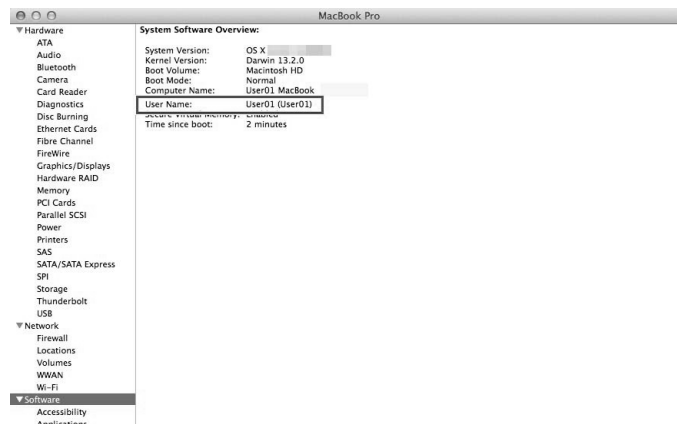 MacBook Pro
Hardware
ATA
Audio
Bluetooth
Camera
Card Reader
Diagnostics
Disc Burning
Ethernet Cards
Fibre Channel
FireWire
Graphics/Displays
Hardware RAID
Memory
PCI Cards
Parallel SCSI
Power
Printers
SAS
SATA/SATA Express
SPI
Storage
Thunderbolt
USB
Network
Firewall
Locations
Volumes
WWAN
Wi-Fi
Software
Accessibility
Applications
System Software Overview:
System Version: OS X
Kernel Version: Darwin 13.2.0
Boot Volume: Macintosh HD
Boot Mode: Normal
Computer Name: User01 MacBook
User Name: User01 (User01)
Secure Virtual Memory: Enabled
Time since boot: 2 minutes